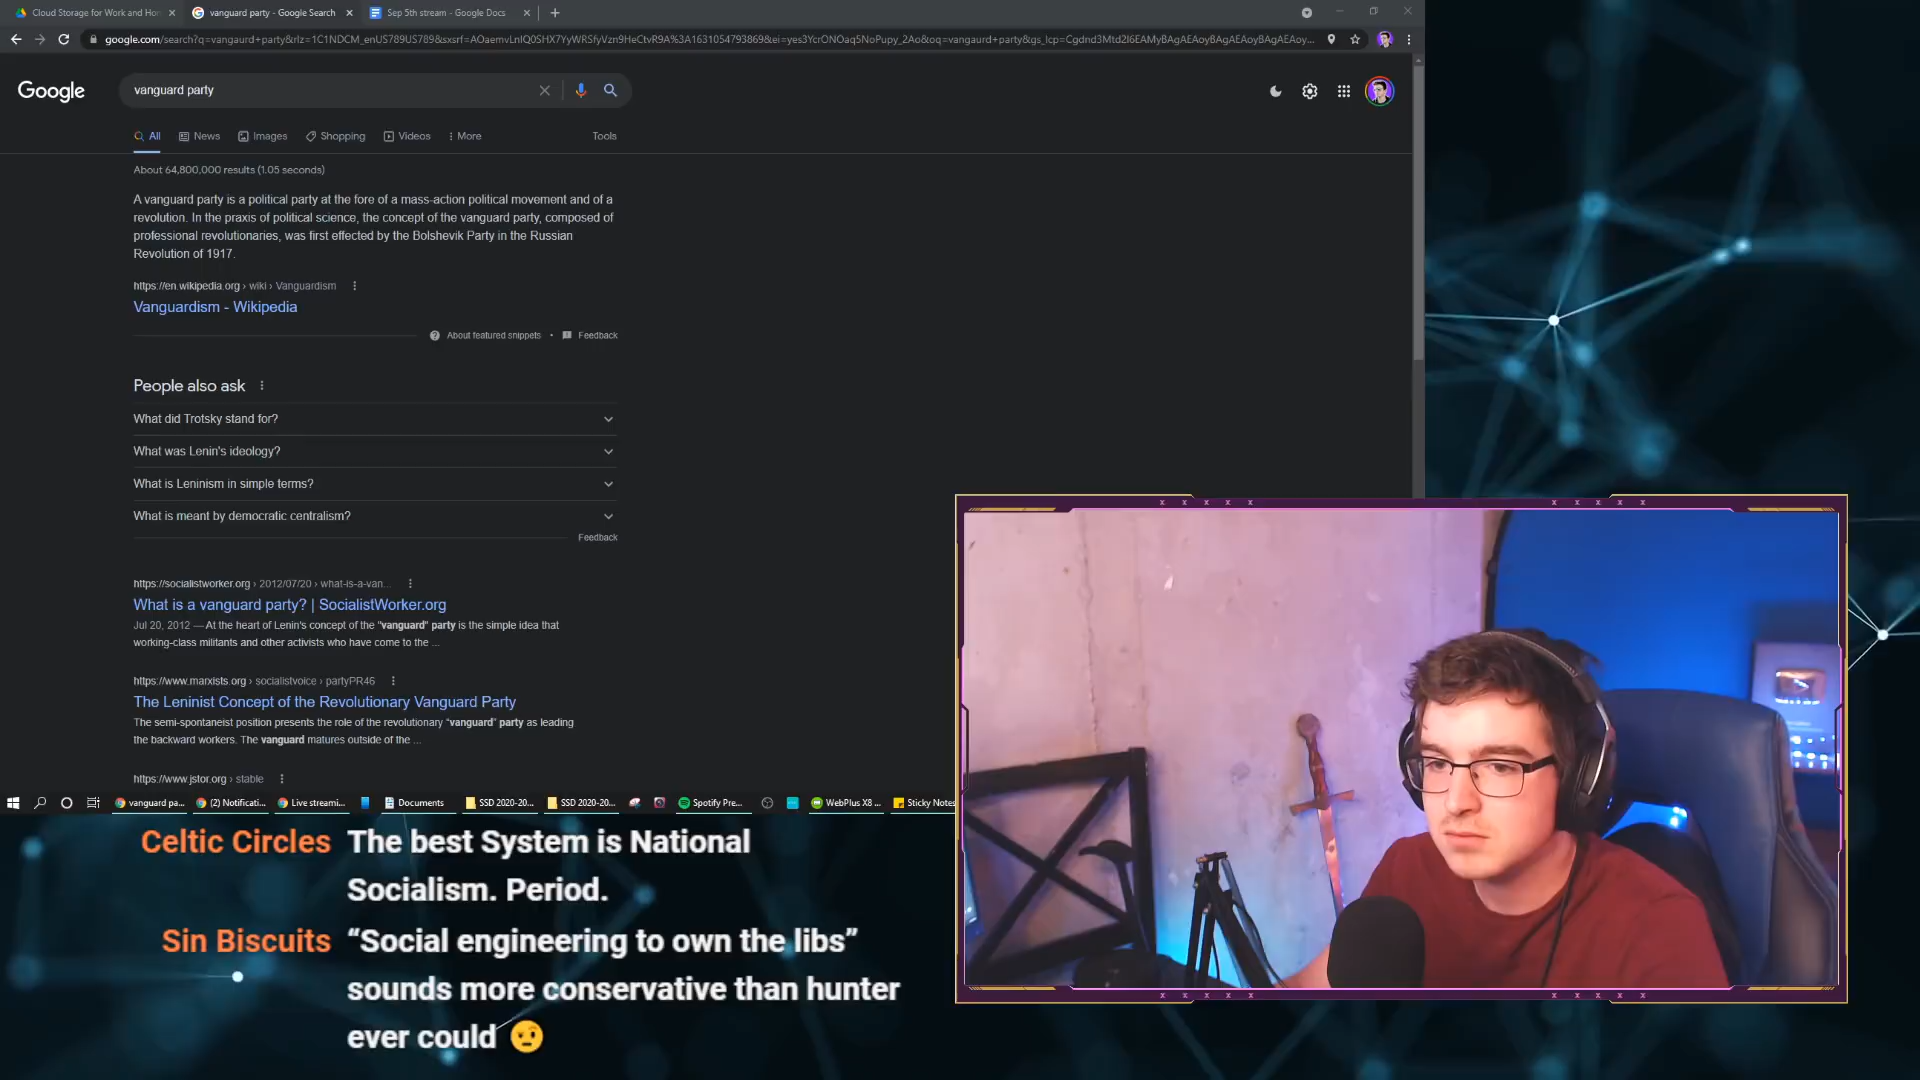 Cloud Storage for Work and Hor
vanguard party - Google Search
Sep 5th stream - Google Docs
google.com/search?q=vangaurd+party&rlz=1C1NDCM_enUS789US789&sxsrf=
Google
vanguard party
All
News
Images
Shopping
Videos
More
Tools
About 64,800,000 results (1.05 seconds)
A vanguard party is a political party at the fore of a mass-action political movement and of a
revolution. In the praxis of political science, the concept of the vanguard party, composed of
professional revolutionaries, was first effected by the Bolshevik Party in the Russian
Revolution of 1917.
https://en.wikipedia.org › wiki › Vanguardism
Vanguardism - Wikipedia
About featured snippets • Feedback
People also ask
What did Trotsky stand for?
What was Lenin's ideology?
What is Leninism in simple terms?
What is meant by democratic centralism?
Feedback
https://socialistworker.org › 2012/07/20 › what-is-a-van...
What is a vanguard party? | SocialistWorker.org
Jul 20, 2012 — At the heart of Lenin's concept of the "vanguard" party is the simple idea that
working-class militants and other activists who have come to the ...
https://www.marxists.org › socialistvoice › partyPR46
The Leninist Concept of the Revolutionary Vanguard Party
The semi-spontaneist position presents the role of the revolutionary "vanguard" party as leading
the backward workers. The vanguard matures outside of the ...
https://www.jstor.org › stable
vanguard pa...
(2) Notificati...
Live streami...
Documents
SSD 2020-20...
SSD 2020-20...
Spotify Pre...
WebPlus X8 ...
Sticky Notes
Celtic Circles The best System is National
Socialism. Period.
Sin Biscuits “Social engineering to own the libs”
sounds more conservative than hunter
ever could 🤨